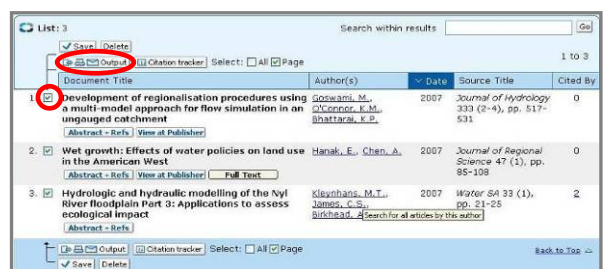 List: 3 Search within results Go
Save Delete
Output Citation tracker Select: All Page 1 to 3
Document Title Author(s) Date Source Title Cited By
1. Development of regionalisation procedures using Goswami, M., 2007 Journal of Hydrology 0
a multi-model approach for flow simulation in an O'Connor, K.M., 333 (2-4), pp. 517-
ungauged catchment Bhattarai, K.P. 531
Abstract + Refs View at Publisher
2. Wet growth: Effects of water policies on land use Hanak, E., Chen, A. 2007 Journal of Regional 0
in the American West Science 47 (1), pp.
Abstract + Refs View at Publisher Full Text 85-108
3. Hydrologic and hydraulic modelling of the Nyl Kleynhans, M.T., 2007 Water SA 33 (1), 2
River floodplain Part 3: Applications to assess James, C.S., pp. 21-25
ecological impact Birkhead, A Search for all articles by this author
Abstract + Refs
Output Citation tracker Select: All Page Back to Top
Save Delete